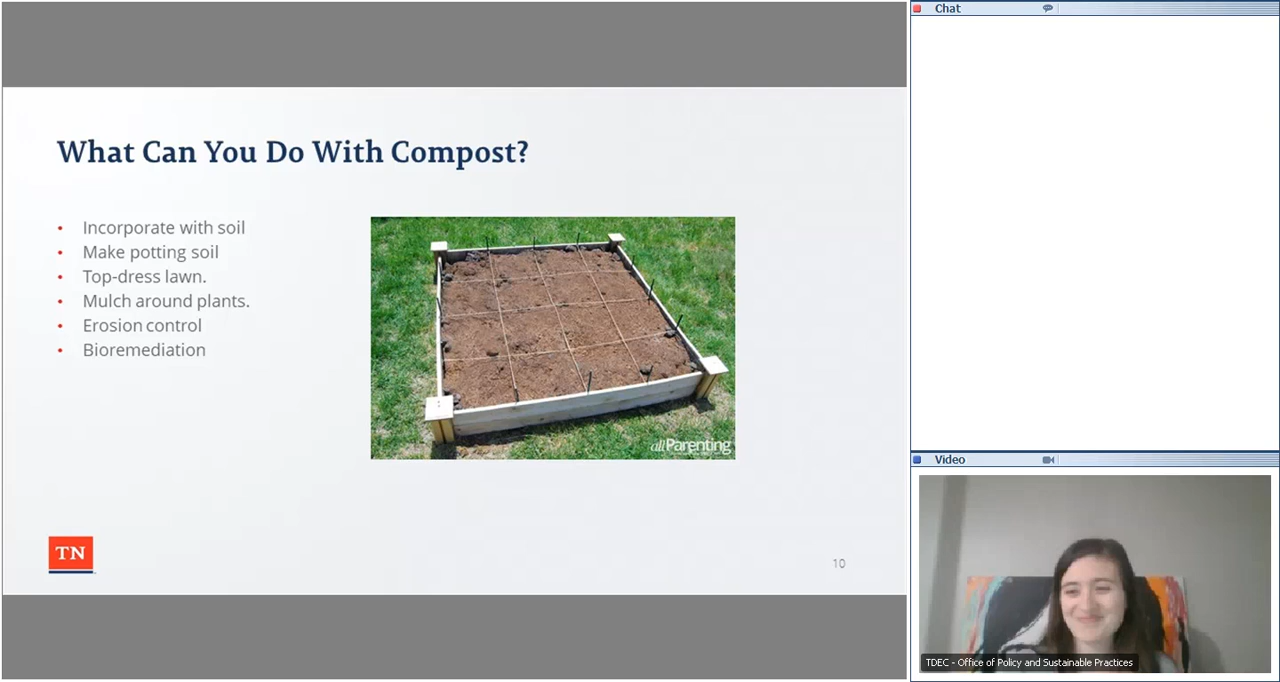 Chat
What Can You Do With Compost?
• Incorporate with soil
• Make potting soil
• Top-dress lawn.
• Mulch around plants.
• Erosion control
• Bioremediation
allParenting
TN
10
Video
TDEC - Office of Policy and Sustainable Practices